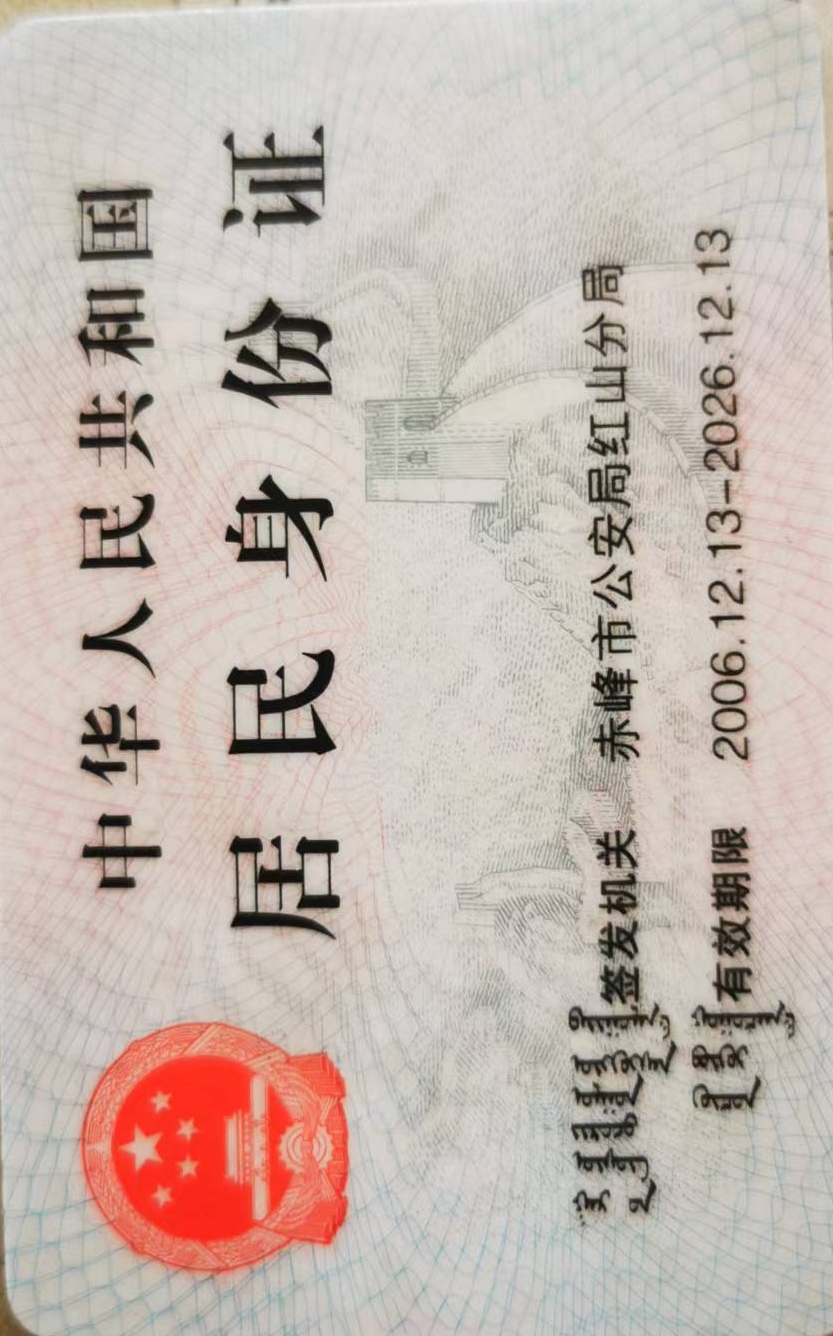 中华人民共和国
居民身份证
签发机关 赤峰市公安局红山分局
有效期限 2006.12.13-2026.12.13